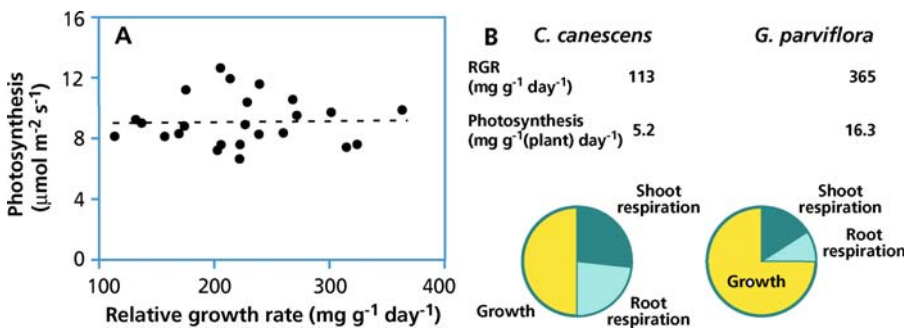 16
12
8
4
0
100
200
300
400
A
Photosynthesis
(μmol m⁻² s⁻¹)
Relative growth rate (mg g⁻¹ day⁻¹)
B
C. canescens
G. parviflora
RGR
(mg g⁻¹ day⁻¹)
113
365
Photosynthesis
(mg g⁻¹(plant) day⁻¹)
5.2
16.3
Shoot
respiration
Growth
Root
respiration
Shoot
respiration
Root
respiration
Growth